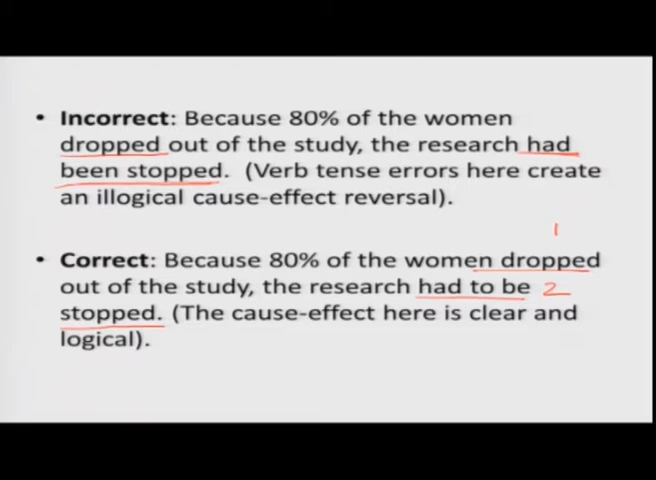 • Incorrect: Because 80% of the women
dropped out of the study, the research had
been stopped. (Verb tense errors here create
an illogical cause-effect reversal).
1
• Correct: Because 80% of the women dropped
out of the study, the research had to be 2
stopped. (The cause-effect here is clear and
logical).